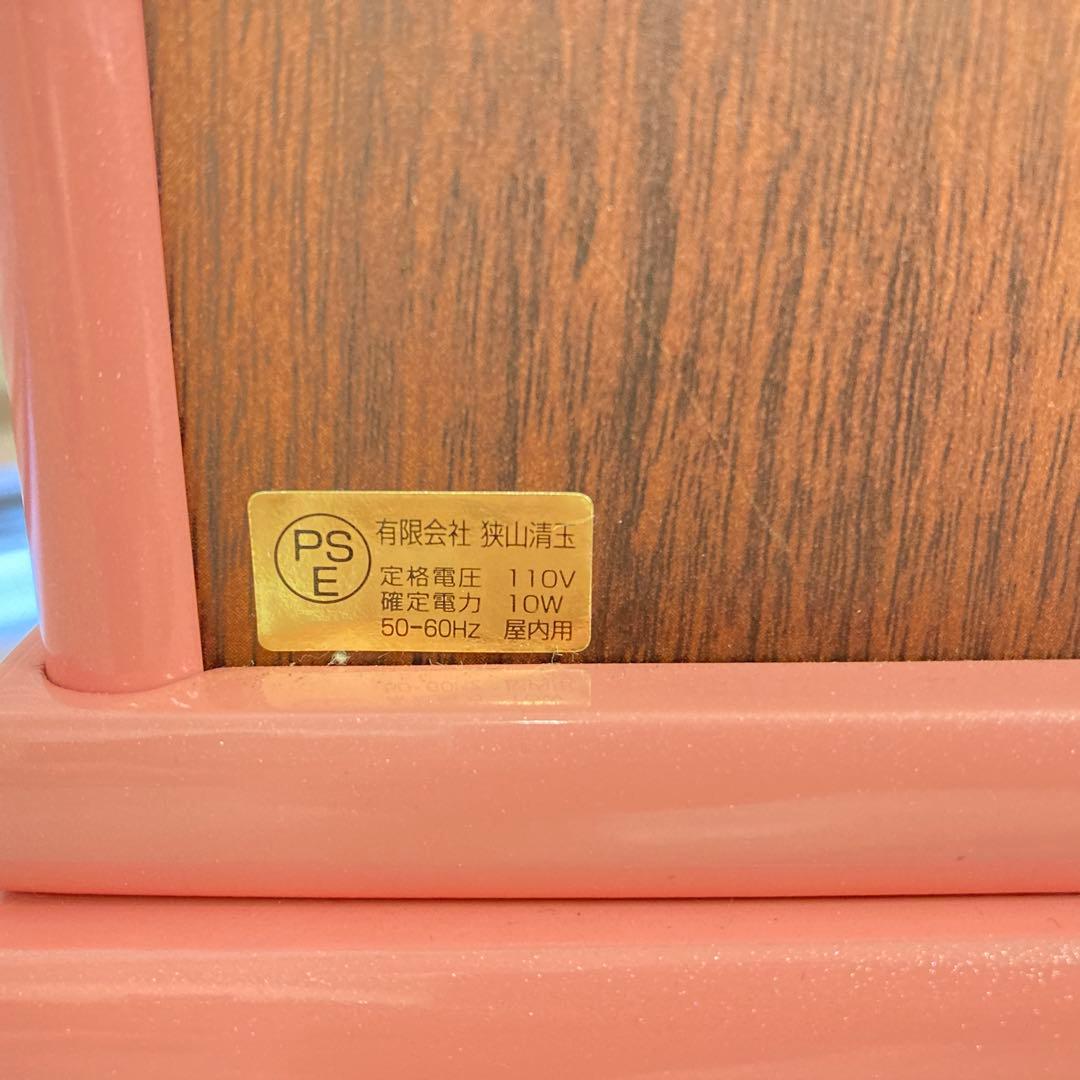 PS
E
有限会社 狭山清玉
定格電圧 110V
確定電力 10W
50-60Hz 屋内用